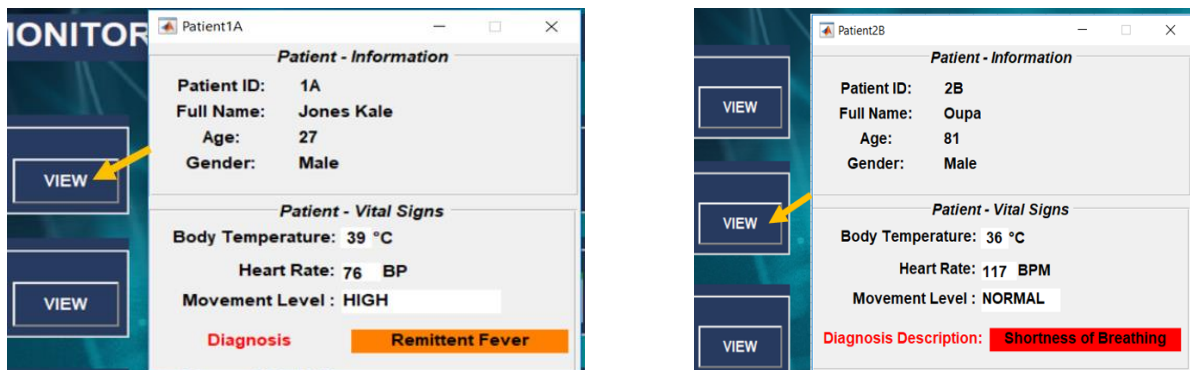 MONITOR
Patient1A
Patient - Information
Patient ID: 1A
Full Name: Jones Kale
Age: 27
Gender: Male
VIEW
Patient - Vital Signs
Body Temperature: 39 °C
Heart Rate: 76 BP
Movement Level : HIGH
VIEW
Diagnosis Remittent Fever
Patient2B
Patient - Information
Patient ID: 2B
VIEW
Full Name: Oupa
Age: 81
Gender: Male
Patient - Vital Signs
VIEW
Body Temperature: 36 °C
Heart Rate: 117 BPM
Movement Level : NORMAL
Diagnosis Description: Shortness of Breathing
VIEW